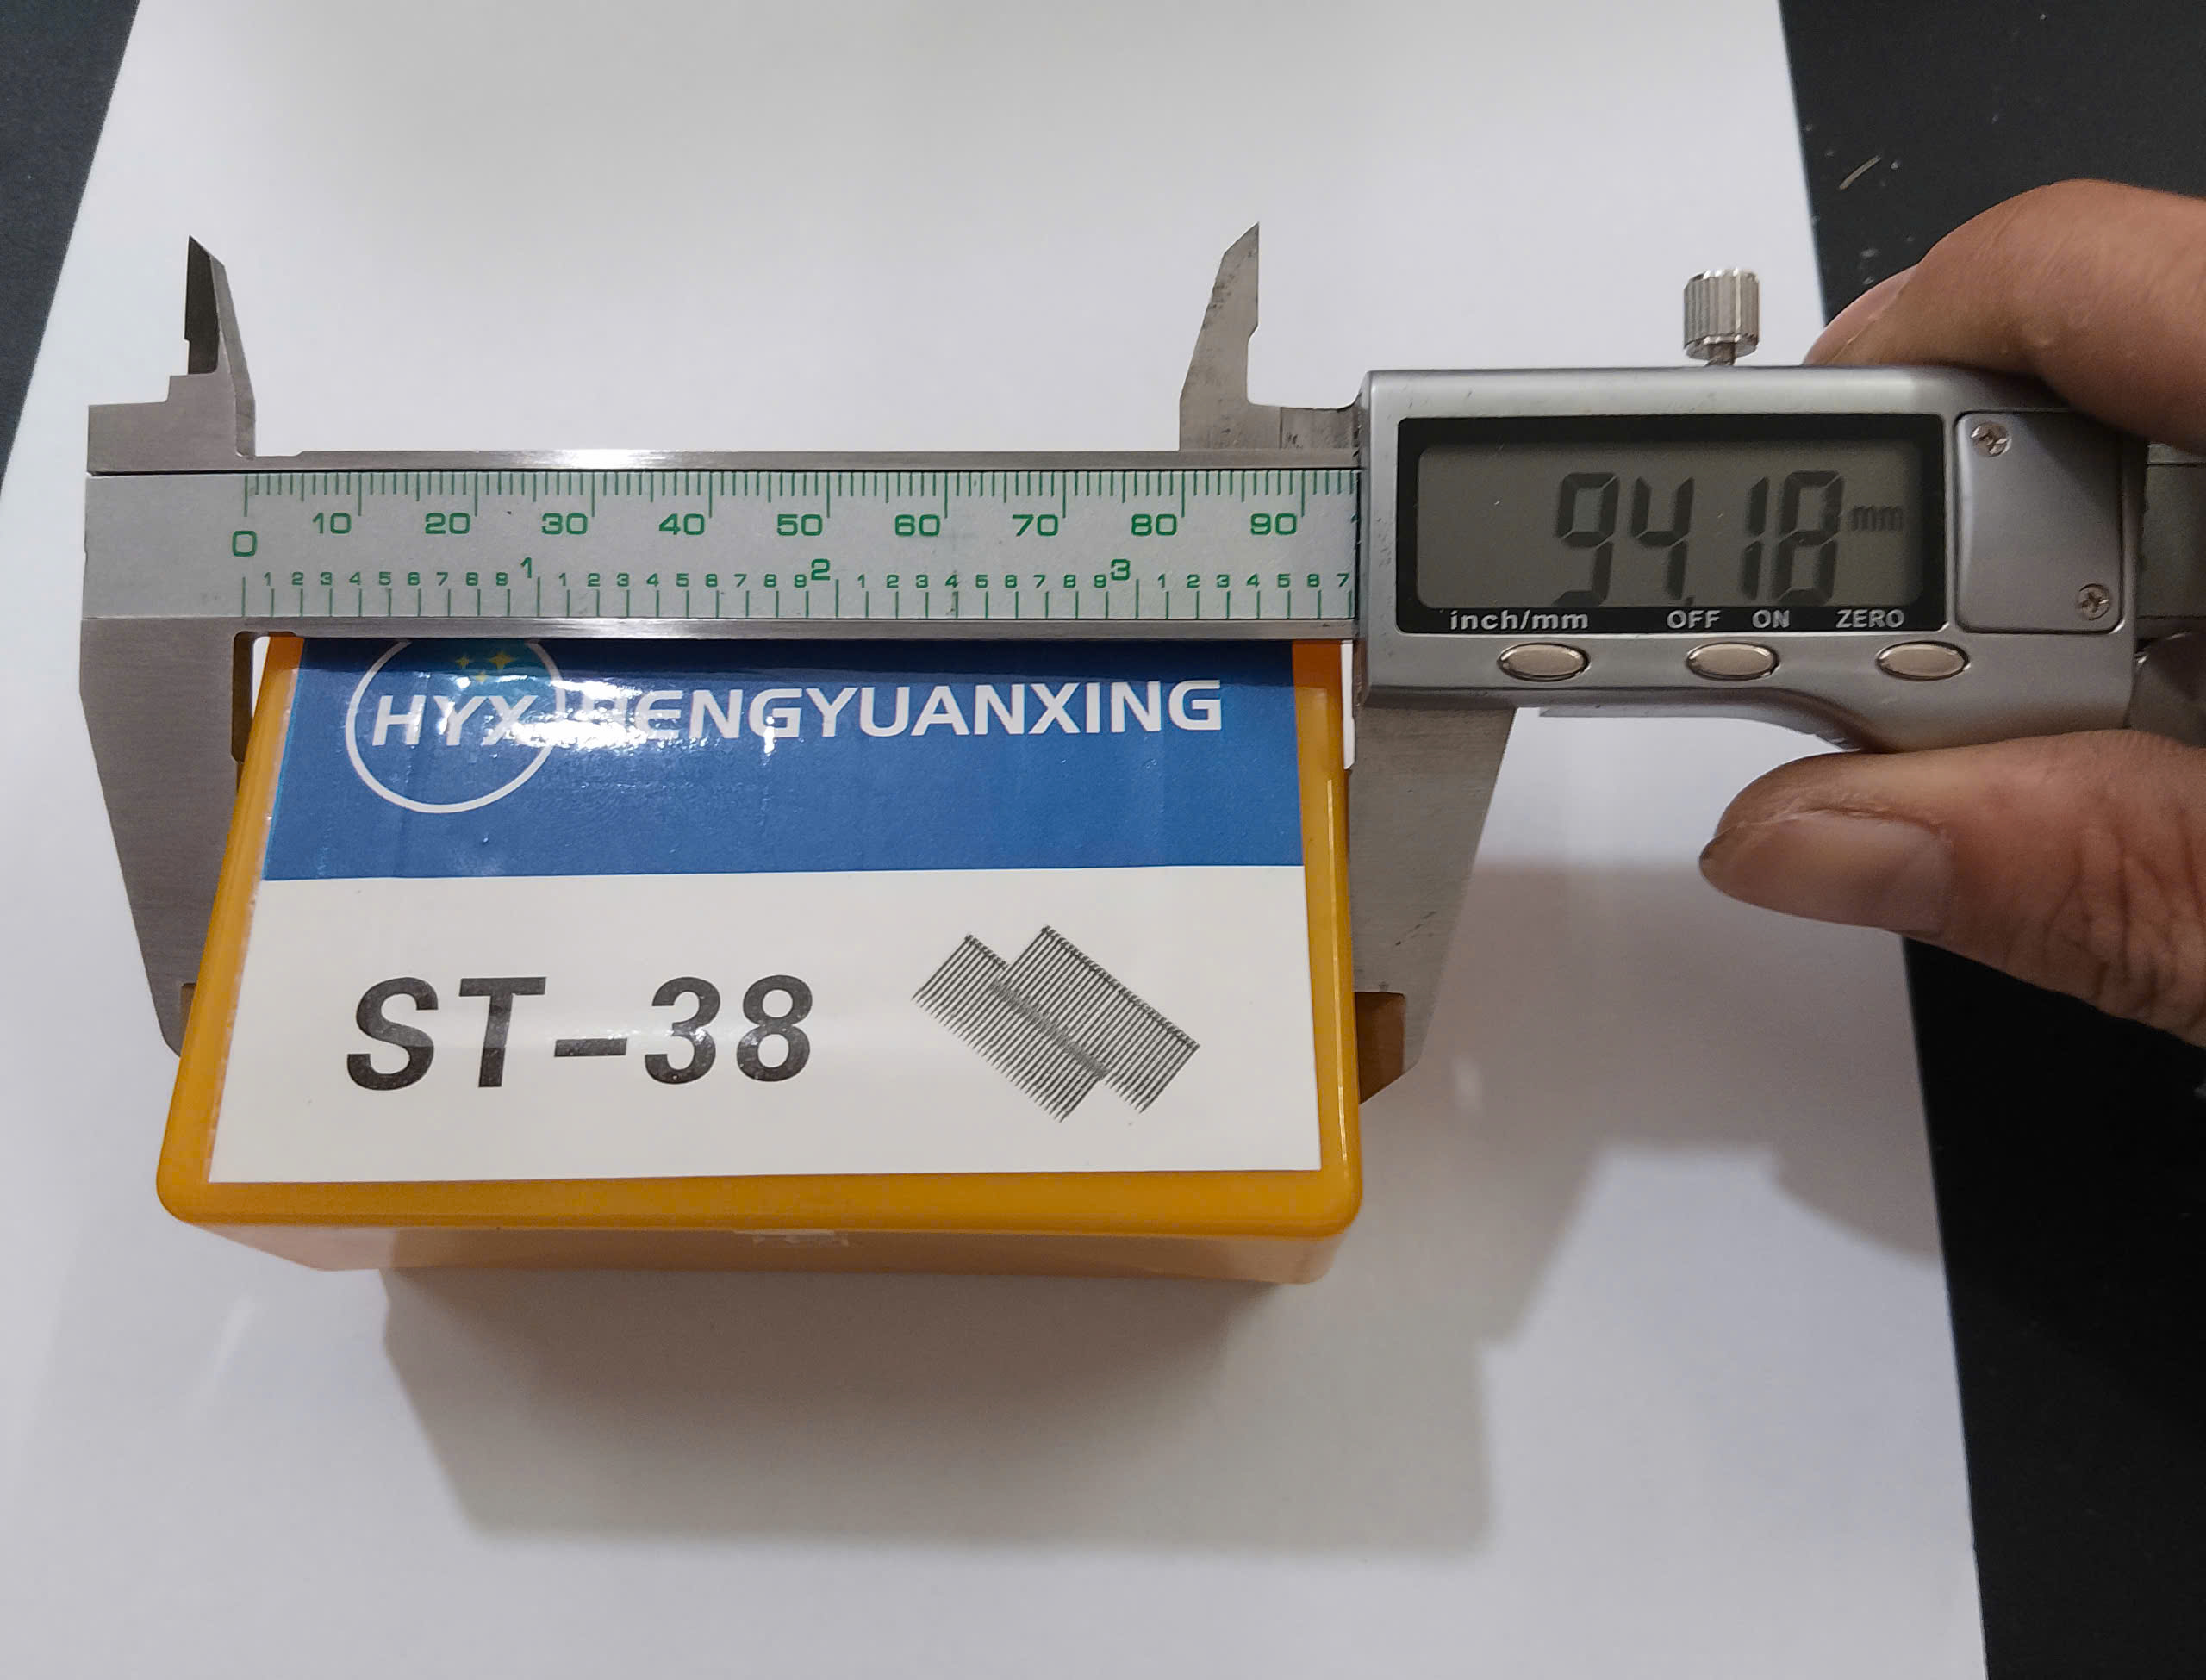 94.18 mm
inch/mm OFF ON ZERO
10 20 30 40 50 60 70 80 90
0
1 2 3 4 5 6 7 8 9 1 1 2 3 4 5 6 7 8 9 2 1 2 3 4 5 6 7 8 9 3 1 2 3 4 5 6 7
HYX HENGYUANXING
ST-38